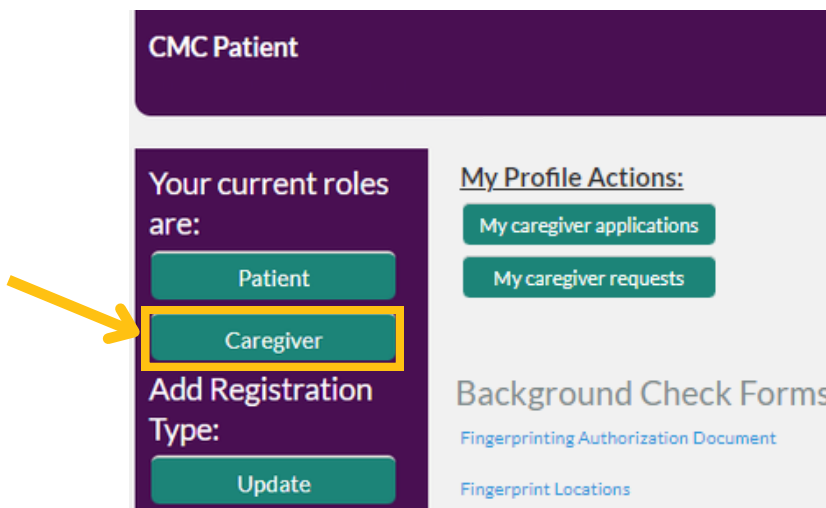 CMC Patient
Your current roles
are:
Patient
Caregiver
Add Registration
Type:
Update
My Profile Actions:
My caregiver applications
My caregiver requests
Background Check Forms
Fingerprinting Authorization Document
Fingerprint Locations